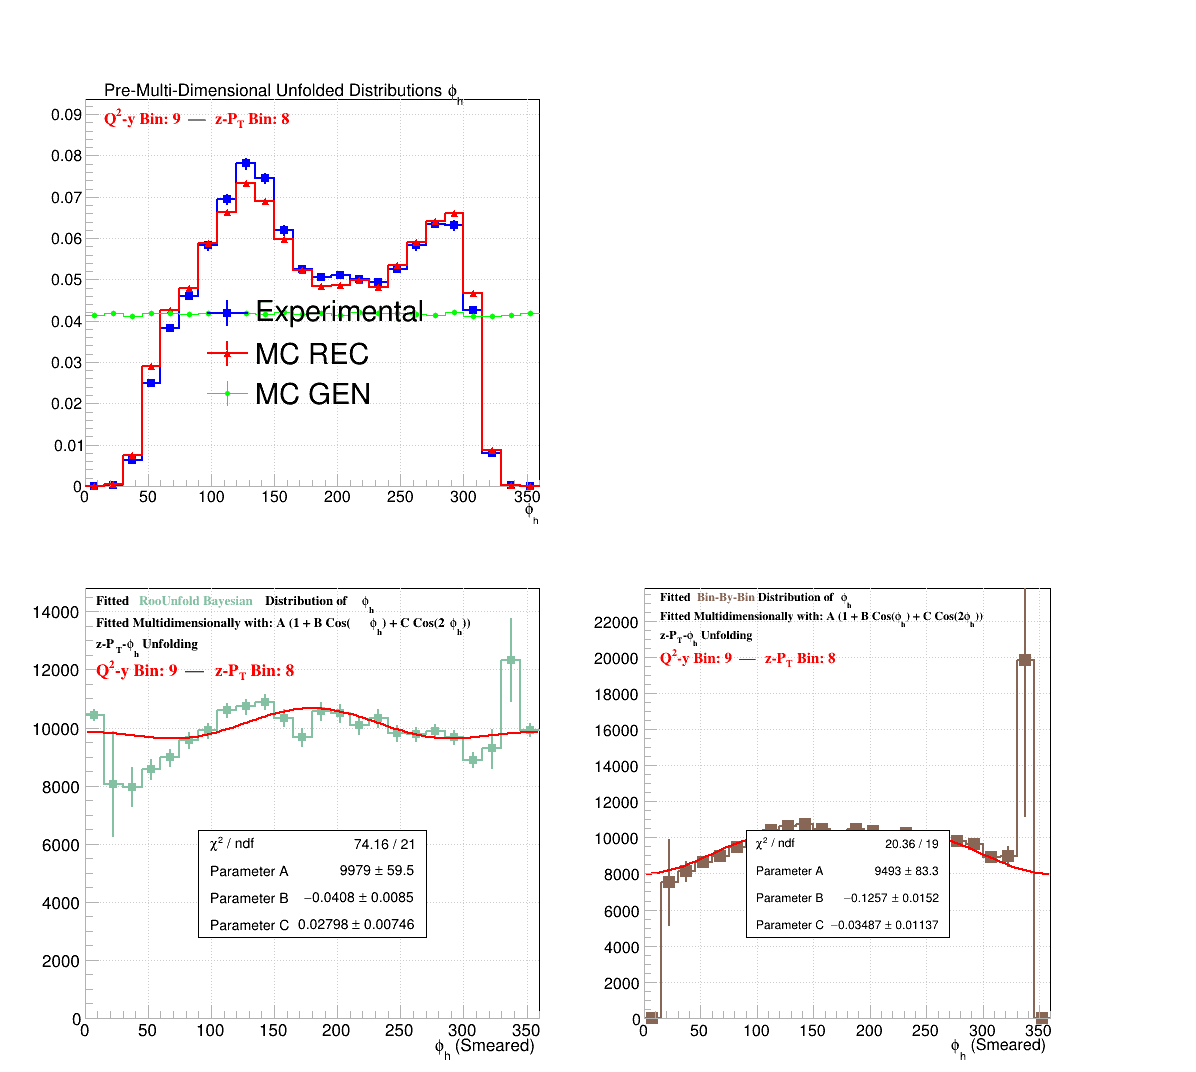 Pre-Multi-Dimensional Unfolded Distributions ϕh
Q²-y Bin: 9 — z-PT Bin: 8
0.09
0.08
0.07
0.06
0.05
0.04
0.03
0.02
0.01
0
Experimental
MC REC
MC GEN
0 50 100 150 200 250 300 350
ϕh
Fitted RooUnfold Bayesian Distribution of ϕh
Fitted Multidimensionally with: A (1 + B Cos( ϕh) + C Cos(2 ϕh))
z-PT-ϕh Unfolding
Q²-y Bin: 9 — z-PT Bin: 8
14000
12000
10000
8000
6000
4000
2000
0
χ² / ndf 74.16 / 21
Parameter A 9979 ± 59.5
Parameter B −0.0408 ± 0.0085
Parameter C 0.02798 ± 0.00746
0 50 100 150 200 250 300 350
ϕh (Smeared)
Fitted Bin-By-Bin Distribution of ϕh
Fitted Multidimensionally with: A (1 + B Cos(ϕh) + C Cos(2ϕh))
z-PT-ϕh Unfolding
Q²-y Bin: 9 — z-PT Bin: 8
22000
20000
18000
16000
14000
12000
10000
8000
6000
4000
2000
0
χ² / ndf 20.36 / 19
Parameter A 9493 ± 83.3
Parameter B −0.1257 ± 0.0152
Parameter C −0.03487 ± 0.01137
0 50 100 150 200 250 300 350
ϕh (Smeared)